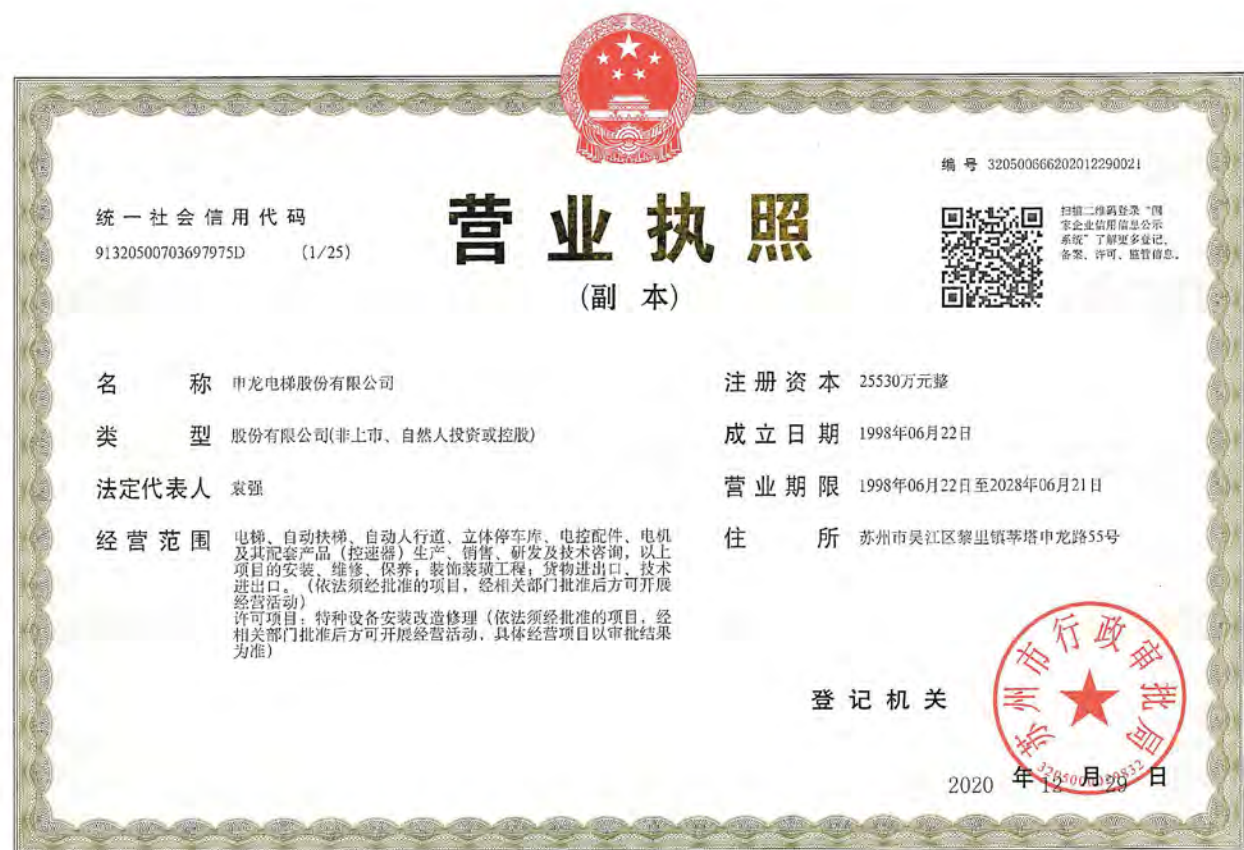 编号 320500666202012290021
统一社会信用代码
91320500703697975D (1/25)
营业执照
(副本)
扫描二维码登录“国
家企业信用信息公示
系统”了解更多登记、
备案、许可、监管信息。
名称 申龙电梯股份有限公司
类型 股份有限公司(非上市、自然人投资或控股)
法定代表人 袁强
经营范围 电梯、自动扶梯、自动人行道、立体停车库、电控配件、电机
及其配套产品（控速器）生产、销售、研发及技术咨询，以上
项目的安装、维修、保养；装饰装璜工程；货物进出口、技术
进出口。（依法须经批准的项目，经相关部门批准后方可开展
经营活动）
许可项目：特种设备安装改造修理（依法须经批准的项目，经
相关部门批准后方可开展经营活动，具体经营项目以审批结果
为准）
注册资本 25530万元整
成立日期 1998年06月22日
营业期限 1998年06月22日至2028年06月21日
住所 苏州市吴江区黎里镇莘塔申龙路55号
登记机关
苏州市行政审批局
2020 年 12 月 29 日